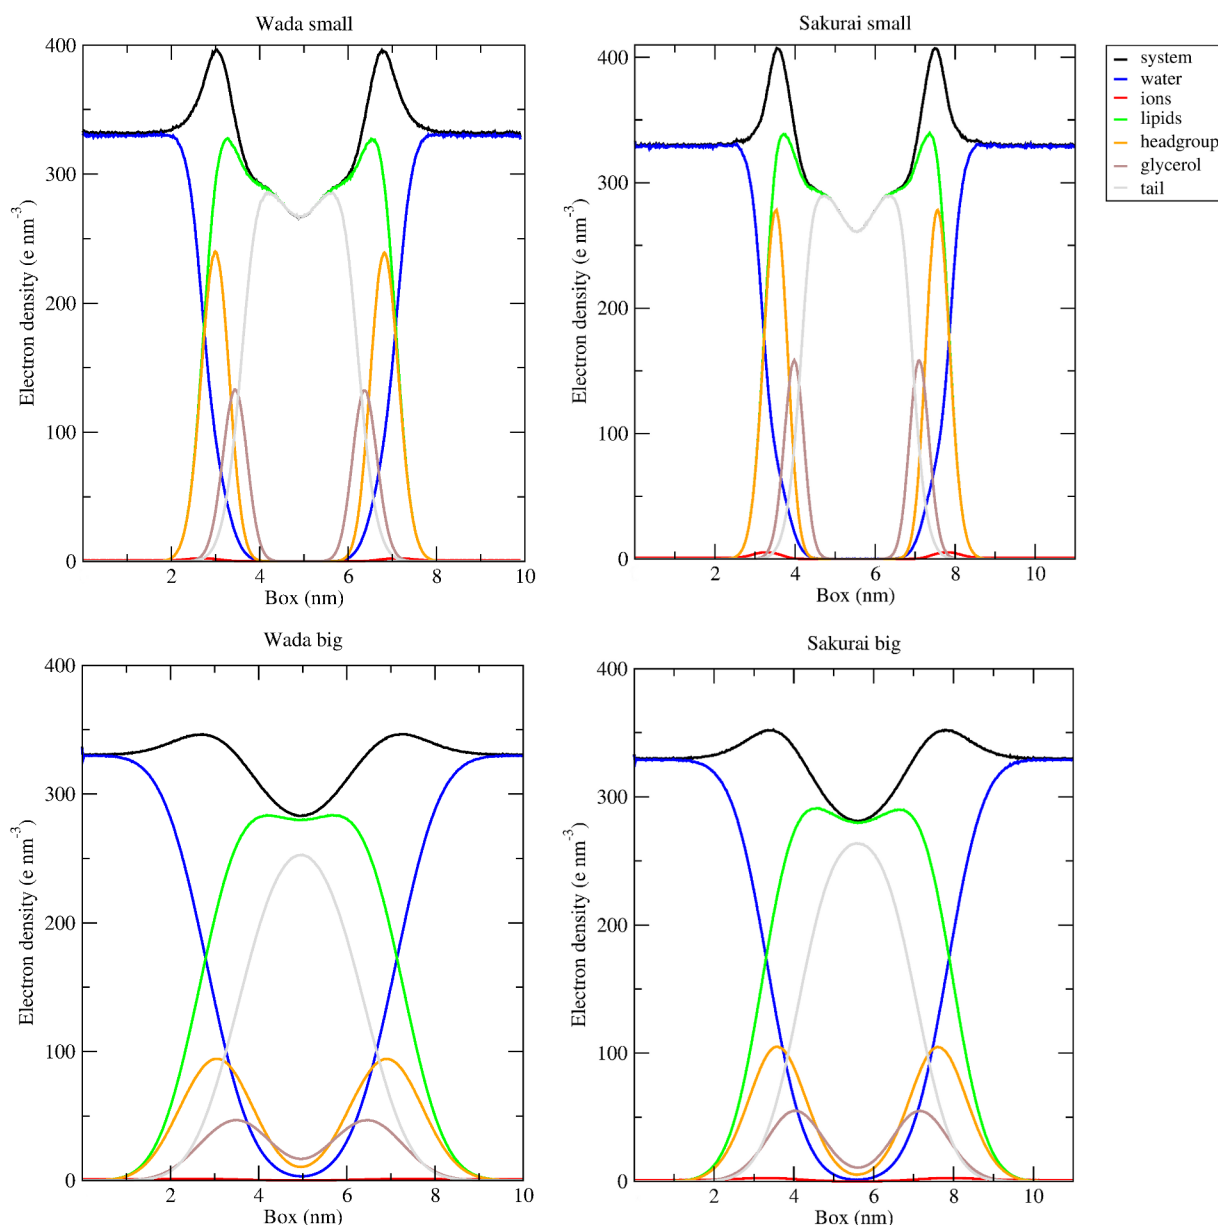 Wada small
Sakurai small
400
300
200
100
0
Electron density (e nm-3)
2
4
6
8
10
Box (nm)
400
300
200
100
0
Electron density (e nm-3)
2
4
6
8
10
Box (nm)
system
water
ions
lipids
headgroup
glycerol
tail
Wada big
Sakurai big
400
300
200
100
0
Electron density (e nm-3)
2
4
6
8
10
Box (nm)
400
300
200
100
0
Electron density (e nm-3)
2
4
6
8
10
Box (nm)